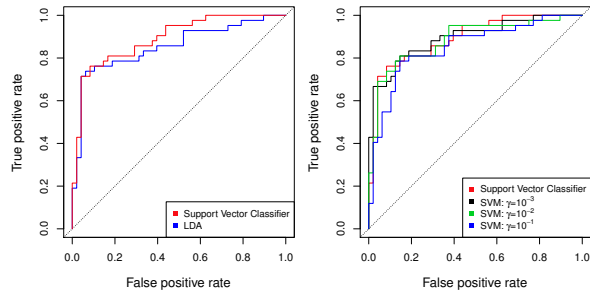 True positive rate
0.0 0.2 0.4 0.6 0.8 1.0
Support Vector Classifier
LDA
0.0 0.2 0.4 0.6 0.8 1.0
False positive rate
True positive rate
0.0 0.2 0.4 0.6 0.8 1.0
Support Vector Classifier
SVM: γ=10⁻³
SVM: γ=10⁻²
SVM: γ=10⁻¹
0.0 0.2 0.4 0.6 0.8 1.0
False positive rate